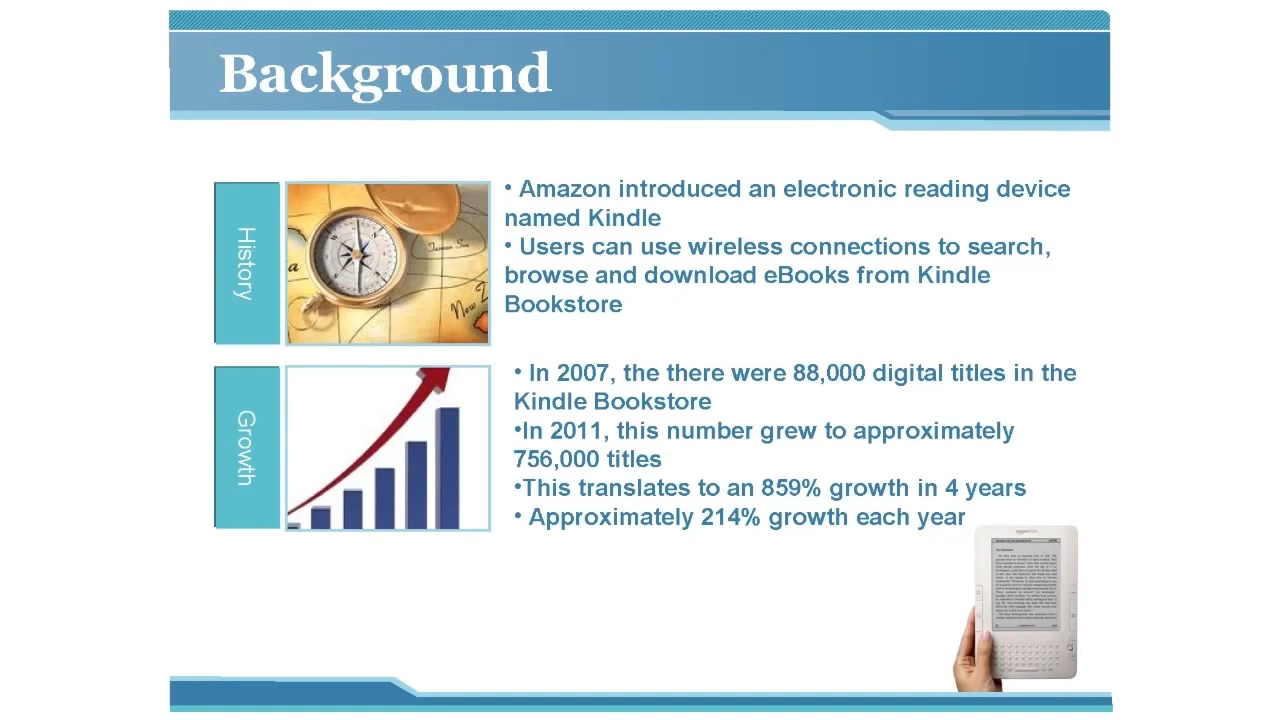 Background
History
• Amazon introduced an electronic reading device
named Kindle
• Users can use wireless connections to search,
browse and download eBooks from Kindle
Bookstore
Growth
• In 2007, the there were 88,000 digital titles in the
Kindle Bookstore
•In 2011, this number grew to approximately
756,000 titles
•This translates to an 859% growth in 4 years
• Approximately 214% growth each year